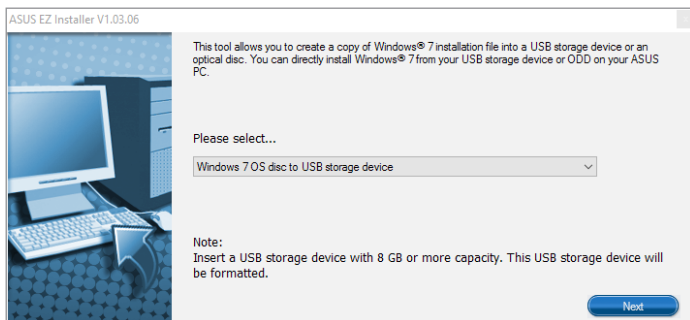 ASUS EZ Installer V1.03.06
This tool allows you to create a copy of Windows® 7 installation file into a USB storage device or an
optical disc. You can directly install Windows® 7 from your USB storage device or ODD on your ASUS
PC.
Please select...
Windows 7 OS disc to USB storage device
Note:
Insert a USB storage device with 8 GB or more capacity. This USB storage device will
be formatted.
Next